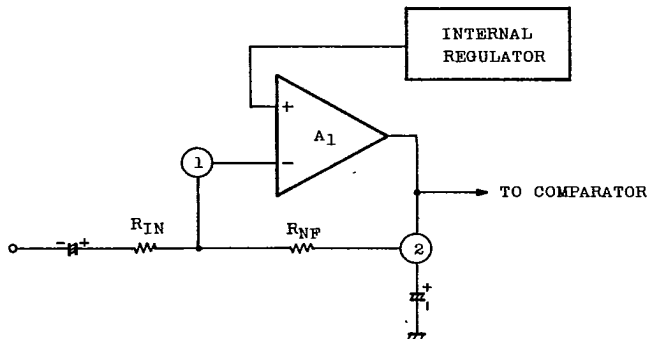 INTERNAL
REGULATOR
+
A1
−
1
TO COMPARATOR
− +
RIN
RNF
2
+
−